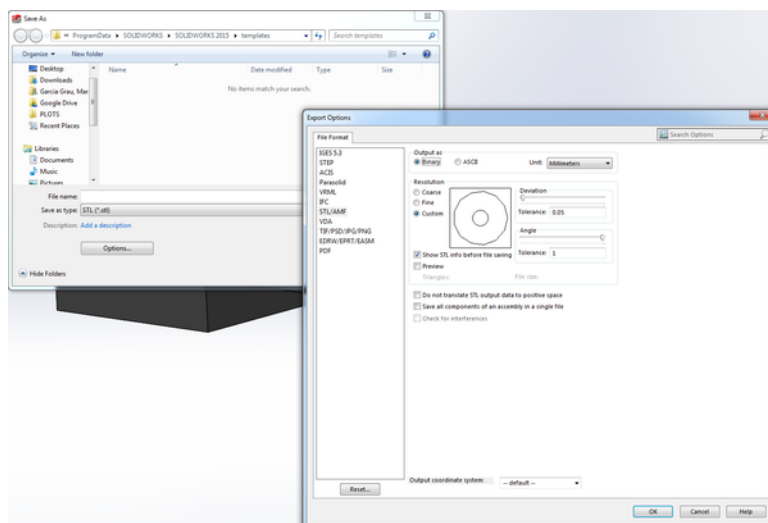 Save As
« ProgramData ▸ SOLIDWORKS ▸ SOLIDWORKS 2015 ▸ templates
Search templates
Organize
New folder
Desktop
Downloads
Garcia Grau, Mar
Google Drive
PLOTS
Recent Places
Libraries
Documents
Music
Pictures
Name
Date modified
Type
Size
No items match your search.
File name:
Save as type: STL (*.stl)
Description: Add a description
Options...
Hide Folders
Export Options
File Format
Search Options
IGES 5.3
STEP
ACIS
Parasolid
VRML
IFC
STL/AMF
VDA
TIF/PSD/JPG/PNG
EDRW/EPRT/EASM
PDF
Reset...
Output as
Binary
ASCII
Unit: Millimeters
Resolution
Coarse
Fine
Custom
Deviation
Tolerance: 0.05
Angle
Tolerance: 1
Show STL info before file saving
Preview
Triangles:
File size:
Do not translate STL output data to positive space
Save all components of an assembly in a single file
Check for interferences
Output coordinate system: -- default --
OK
Cancel
Help